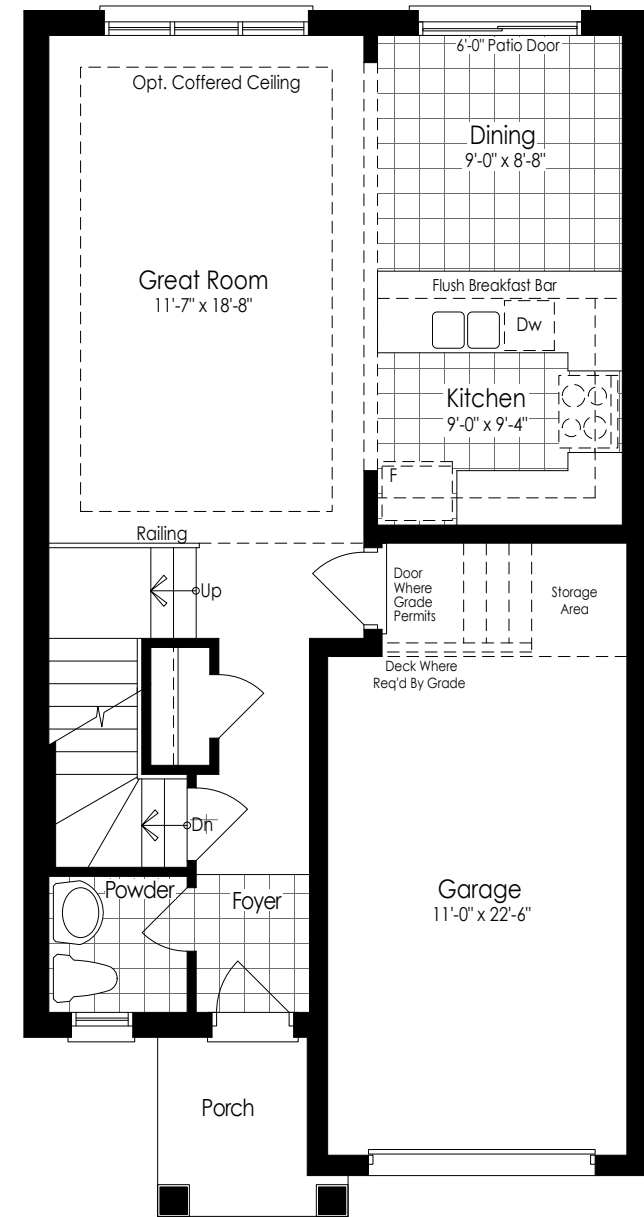 6'-0" Patio Door
Opt. Coffered Ceiling
Dining
9'-0" x 8'-8"
Great Room
11'-7" x 18'-8"
Flush Breakfast Bar
Dw
Kitchen
9'-0" x 9'-4"
F
Railing
Up
Door
Where
Grade
Permits
Storage
Area
Deck Where
Req'd By Grade
Dn
Powder
Foyer
Garage
11'-0" x 22'-6"
Porch